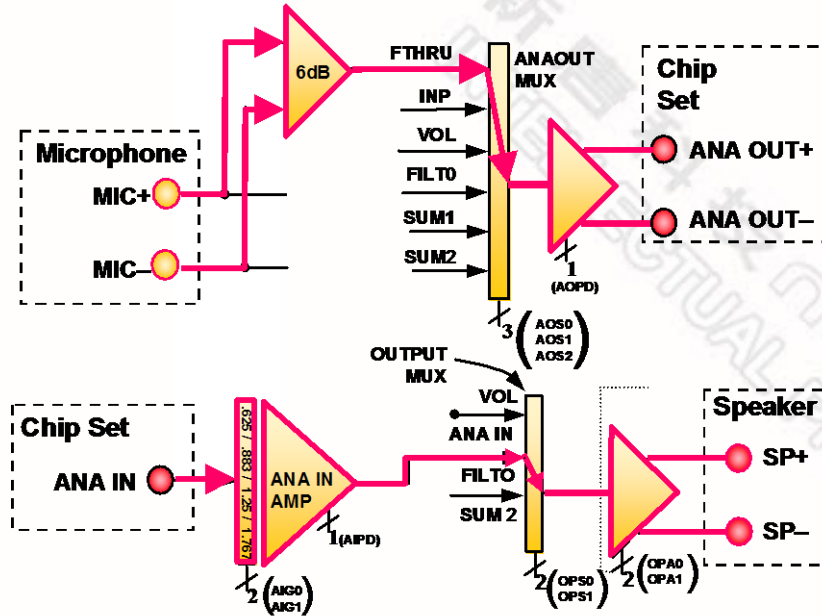 6dB
FTHRU
ANAOUT
MUX
INP
VOL
FILT0
SUM1
SUM2
Chip
Set
ANA OUT+
ANA OUT–
Microphone
MIC+
MIC–
1
(AOPD)
3
AOS0
AOS1
AOS2
OUTPUT
MUX
VOL
ANA IN
FILTO
SUM 2
Chip Set
ANA IN
.625 / .883 / 1.25 / 1.767
ANA IN
AMP
1(AIPD)
2
AIG0
AIG1
2
OPS0
OPS1
2
OPA0
OPA1
Speaker
SP+
SP–